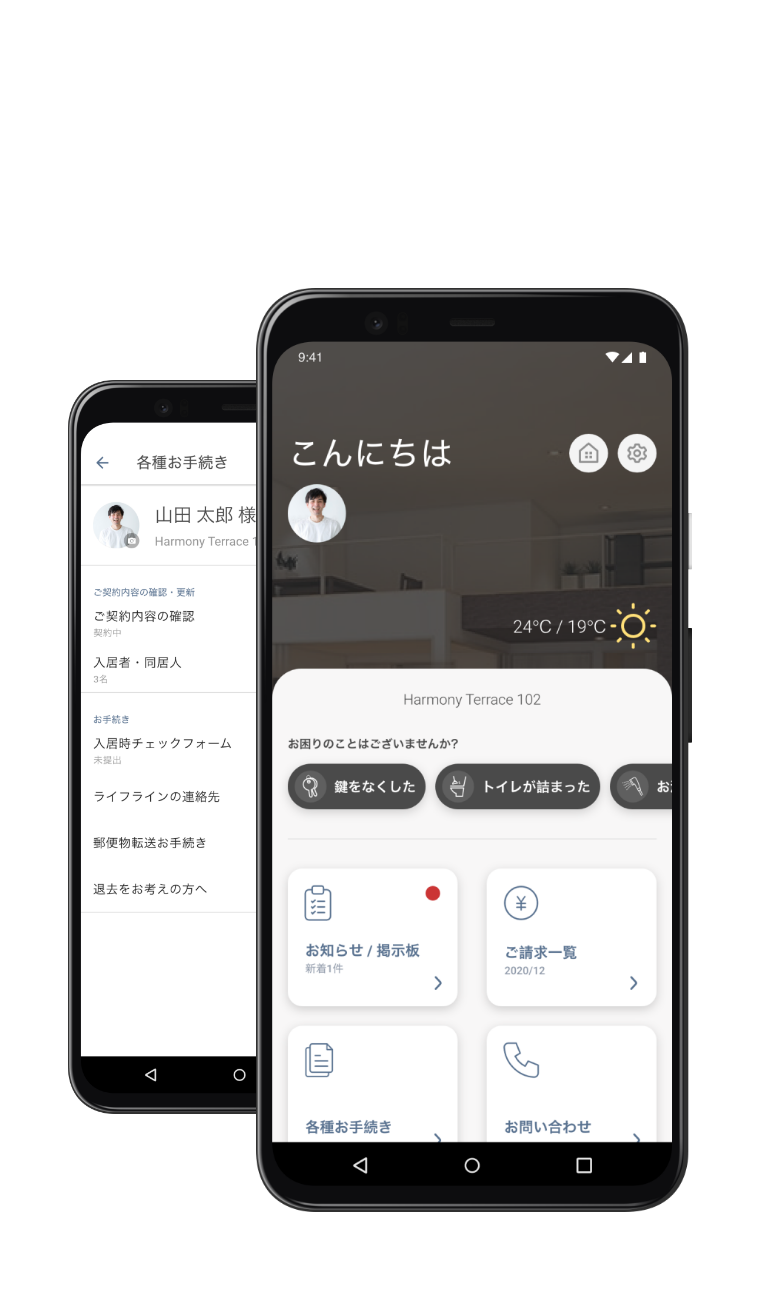 各種お手続き
山田 太郎 様
Harmony Terrace 1
ご契約内容の確認・更新
ご契約内容の確認
契約中
入居者・同居人
3名
お手続き
入居時チェックフォーム
未提出
ライフラインの連絡先
郵便物転送お手続き
退去をお考えの方へ
9:41
こんにちは
24°C / 19°C
Harmony Terrace 102
お困りのことはございませんか?
鍵をなくした
トイレが詰まった
お
お知らせ / 掲示板
新着1件
ご請求一覧
2020/12
各種お手続き
お問い合わせ